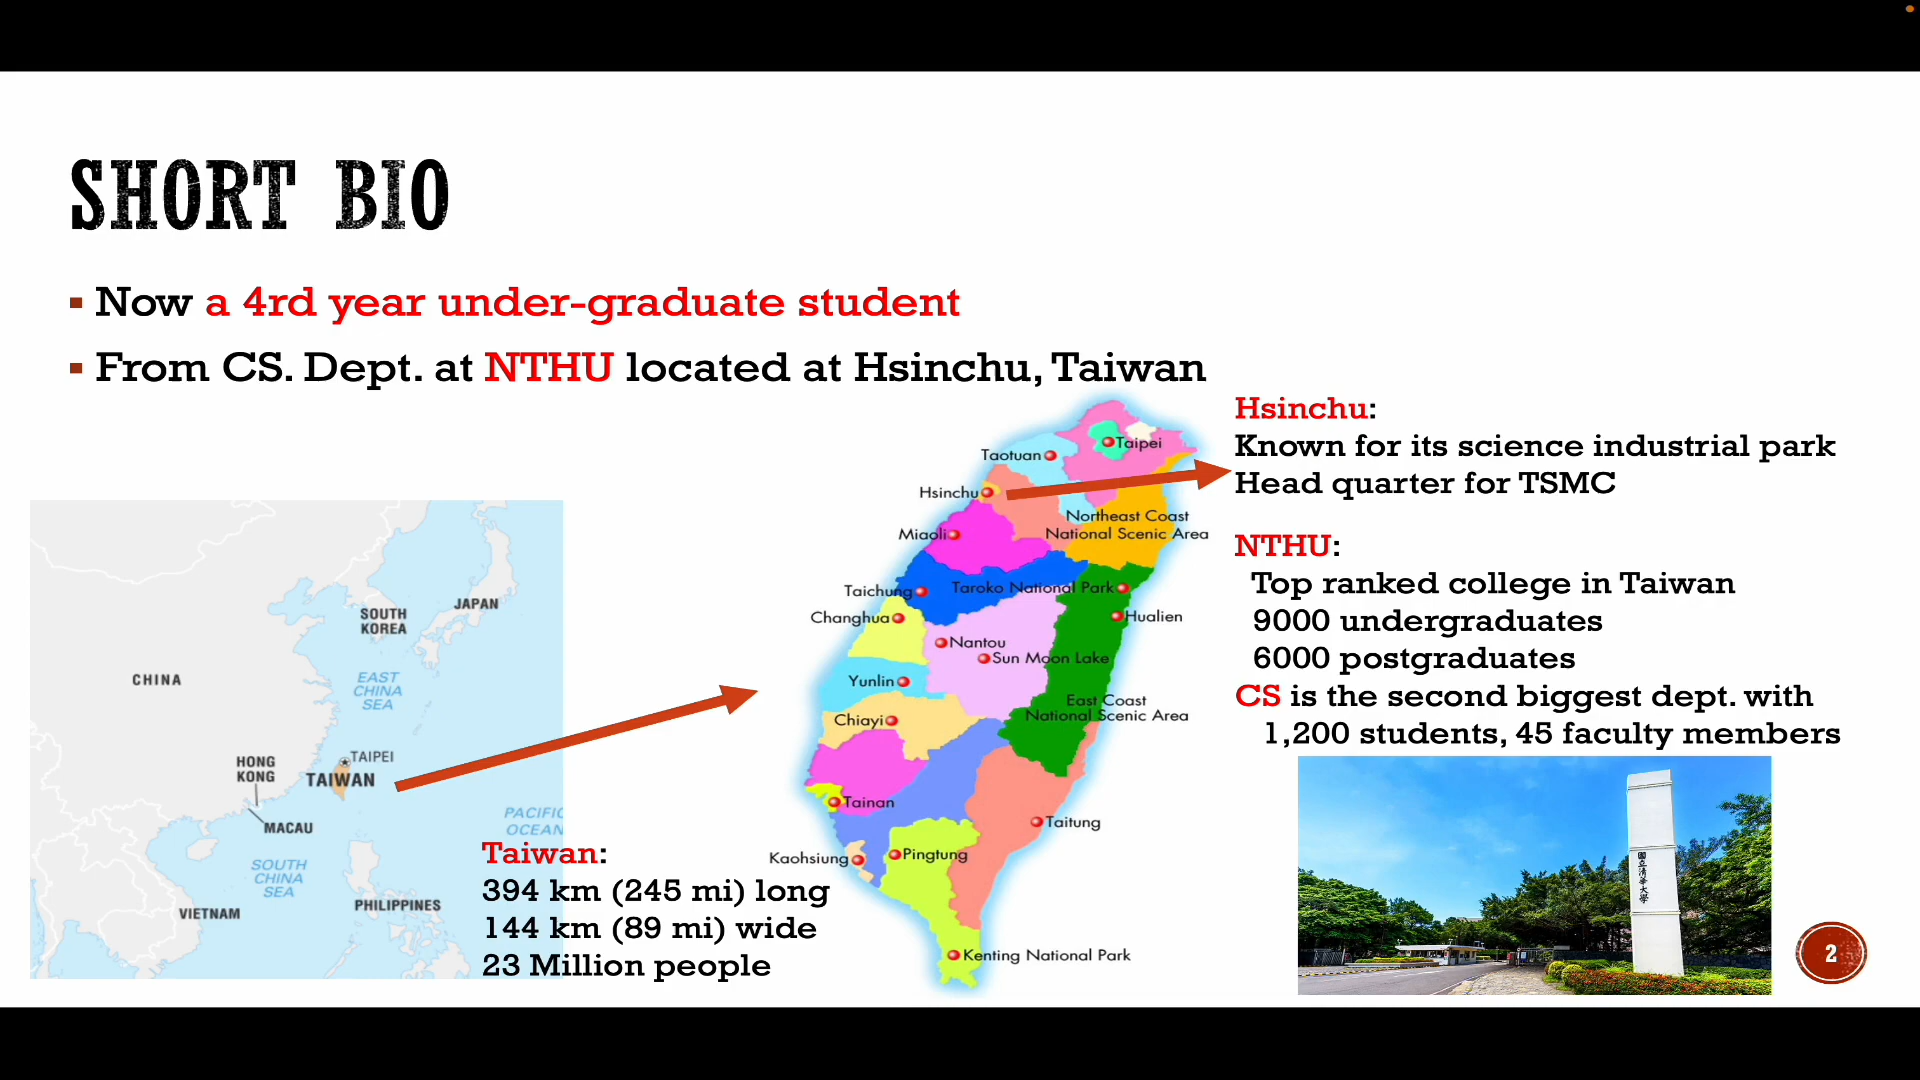 SHORT BIO
Now a 4rd year under-graduate student
From CS. Dept. at NTHU located at Hsinchu, Taiwan
Hsinchu:
Known for its science industrial park
Head quarter for TSMC
NTHU:
Top ranked college in Taiwan
9000 undergraduates
6000 postgraduates
CS is the second biggest dept. with
1,200 students, 45 faculty members
CHINA
SOUTH
KOREA
JAPAN
EAST
CHINA
SEA
TAIPEI
TAIWAN
HONG
KONG
MACAU
PACIFIC
OCEAN
SOUTH
CHINA
SEA
VIETNAM
PHILIPPINES
Taiwan:
394 km (245 mi) long
144 km (89 mi) wide
23 Million people
Taipei
Taotuan
Hsinchu
Northeast Coast
National Scenic Area
Miaoli
Taichung
Taroko National Park
Changhua
Hualien
Nantou
Sun Moon Lake
Yunlin
East Coast
National Scenic Area
Chiayi
Tainan
Taitung
Kaohsiung
Pingtung
Kenting National Park
國立清華大學
2